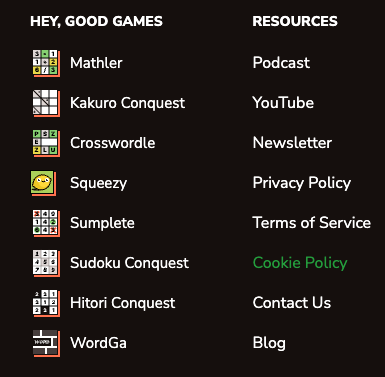 HEY, GOOD GAMES
Mathler
Kakuro Conquest
Crosswordle
Squeezy
Sumplete
Sudoku Conquest
Hitori Conquest
WordGa
RESOURCES
Podcast
YouTube
Newsletter
Privacy Policy
Terms of Service
Cookie Policy
Contact Us
Blog